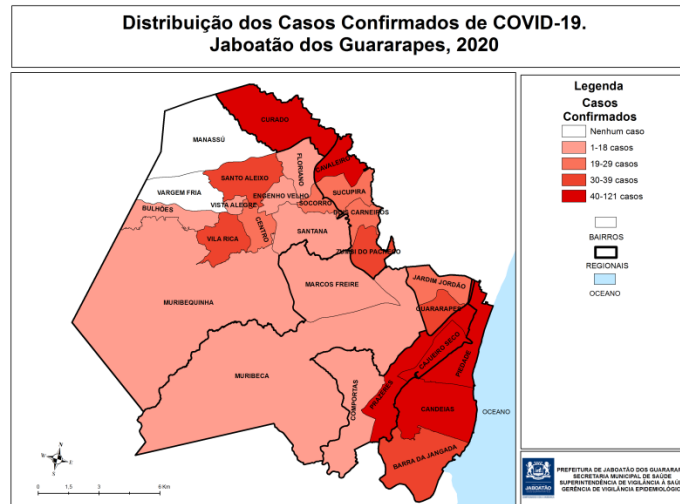 Distribuição dos Casos Confirmados de COVID-19.
Jaboatão dos Guararapes, 2020
Legenda
Casos
Confirmados
Nenhum caso
1-18 casos
19-29 casos
30-39 casos
40-121 casos
BAIRROS
REGIONAIS
OCEANO
CURADO
MANASSÚ
FLORIANO
CAVALEIRO
SANTO ALEIXO
VARGEM FRIA
ENGENHO VELHO
SUCUPIRA
VISTA ALEGRE
SOCORRO
BULHÕES
DOIS CARNEIROS
CENTRO
SANTANA
VILA RICA
ZUMBI DO PACHECO
MARCOS FREIRE
JARDIM JORDÃO
MURIBEQUINHA
GUARARAPES
CAJUEIRO SECO
PIEDADE
MURIBECA
COMPORTAS
PRAZERES
CANDEIAS
OCEANO
BARRA DA JANGADA
N
W
E
S
0 1,5 3 6 Km
JABOATÃO
PREFEITURA DE JABOATÃO DOS GUARARAP
SECRETARIA MUNICIPAL DE SAÚDE
SUPERINTENDÊNCIA DE VIGILÂNCIA À SAÚD
GERÊNCIA DE VIGILÂNCIA EPIDEMIOLÓGIC